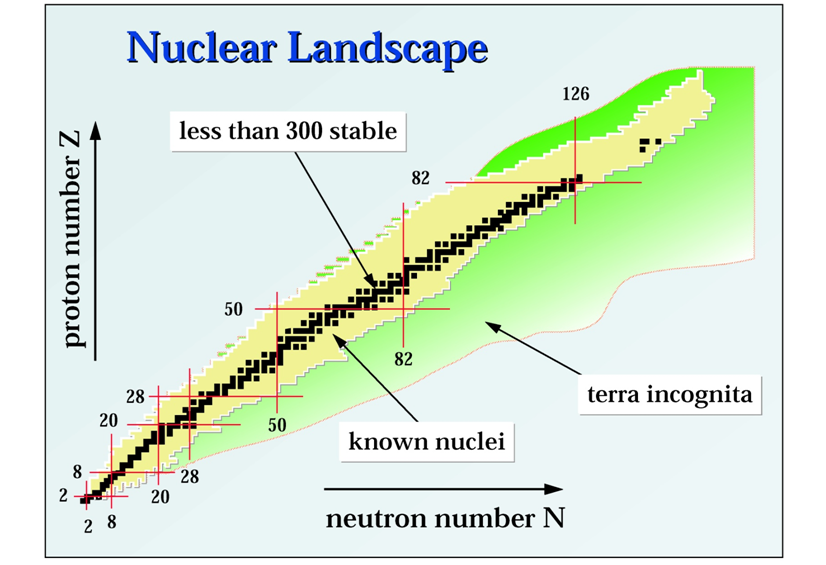 Nuclear Landscape
126
less than 300 stable
proton number Z
82
50
82
28
terra incognita
20
50
known nuclei
8
28
2
20
2
8
neutron number N